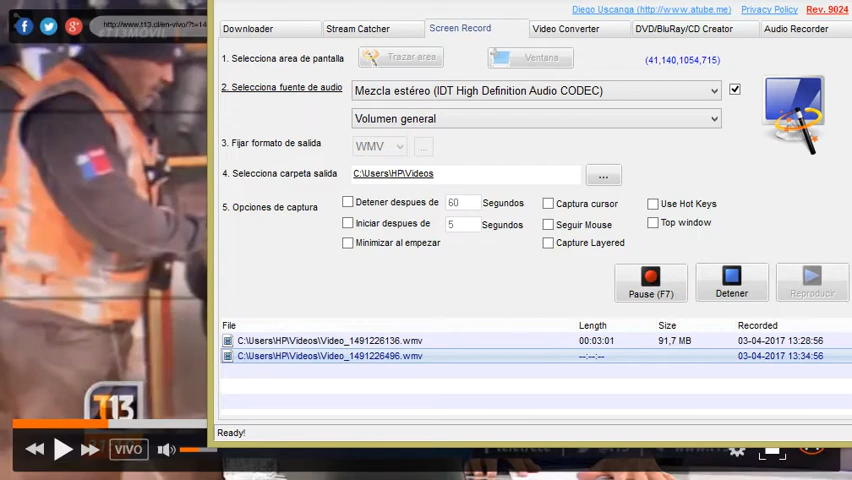 Diego Uscanga (http://www.atube.me) Privacy Policy Rev. 9024
http://www.t13.cl/en-vivo/?t=14
#T13MÓVIL
Downloader Stream Catcher Screen Record Video Converter DVD/BluRay/CD Creator Audio Recorder
1. Selecciona area de pantalla Trazar area Ventana (41,140,1054,715)
2. Selecciona fuente de audio Mezcla estéreo (IDT High Definition Audio CODEC)
Volumen general
3. Fijar formato de salida WMV ...
4. Selecciona carpeta salida C:\Users\HP\Videos ...
5. Opciones de captura Detener despues de 60 Segundos Captura cursor Use Hot Keys
Iniciar despues de 5 Segundos Seguir Mouse Top window
Minimizar al empezar Capture Layered
Pause (F7) Detener Reproducir
File Length Size Recorded
C:\Users\HP\Videos\Video_1491226136.wmv 00:03:01 91,7 MB 03-04-2017 13:28:56
C:\Users\HP\Videos\Video_1491226496.wmv --:--:-- 03-04-2017 13:34:56
T13
Ready!
VIVO